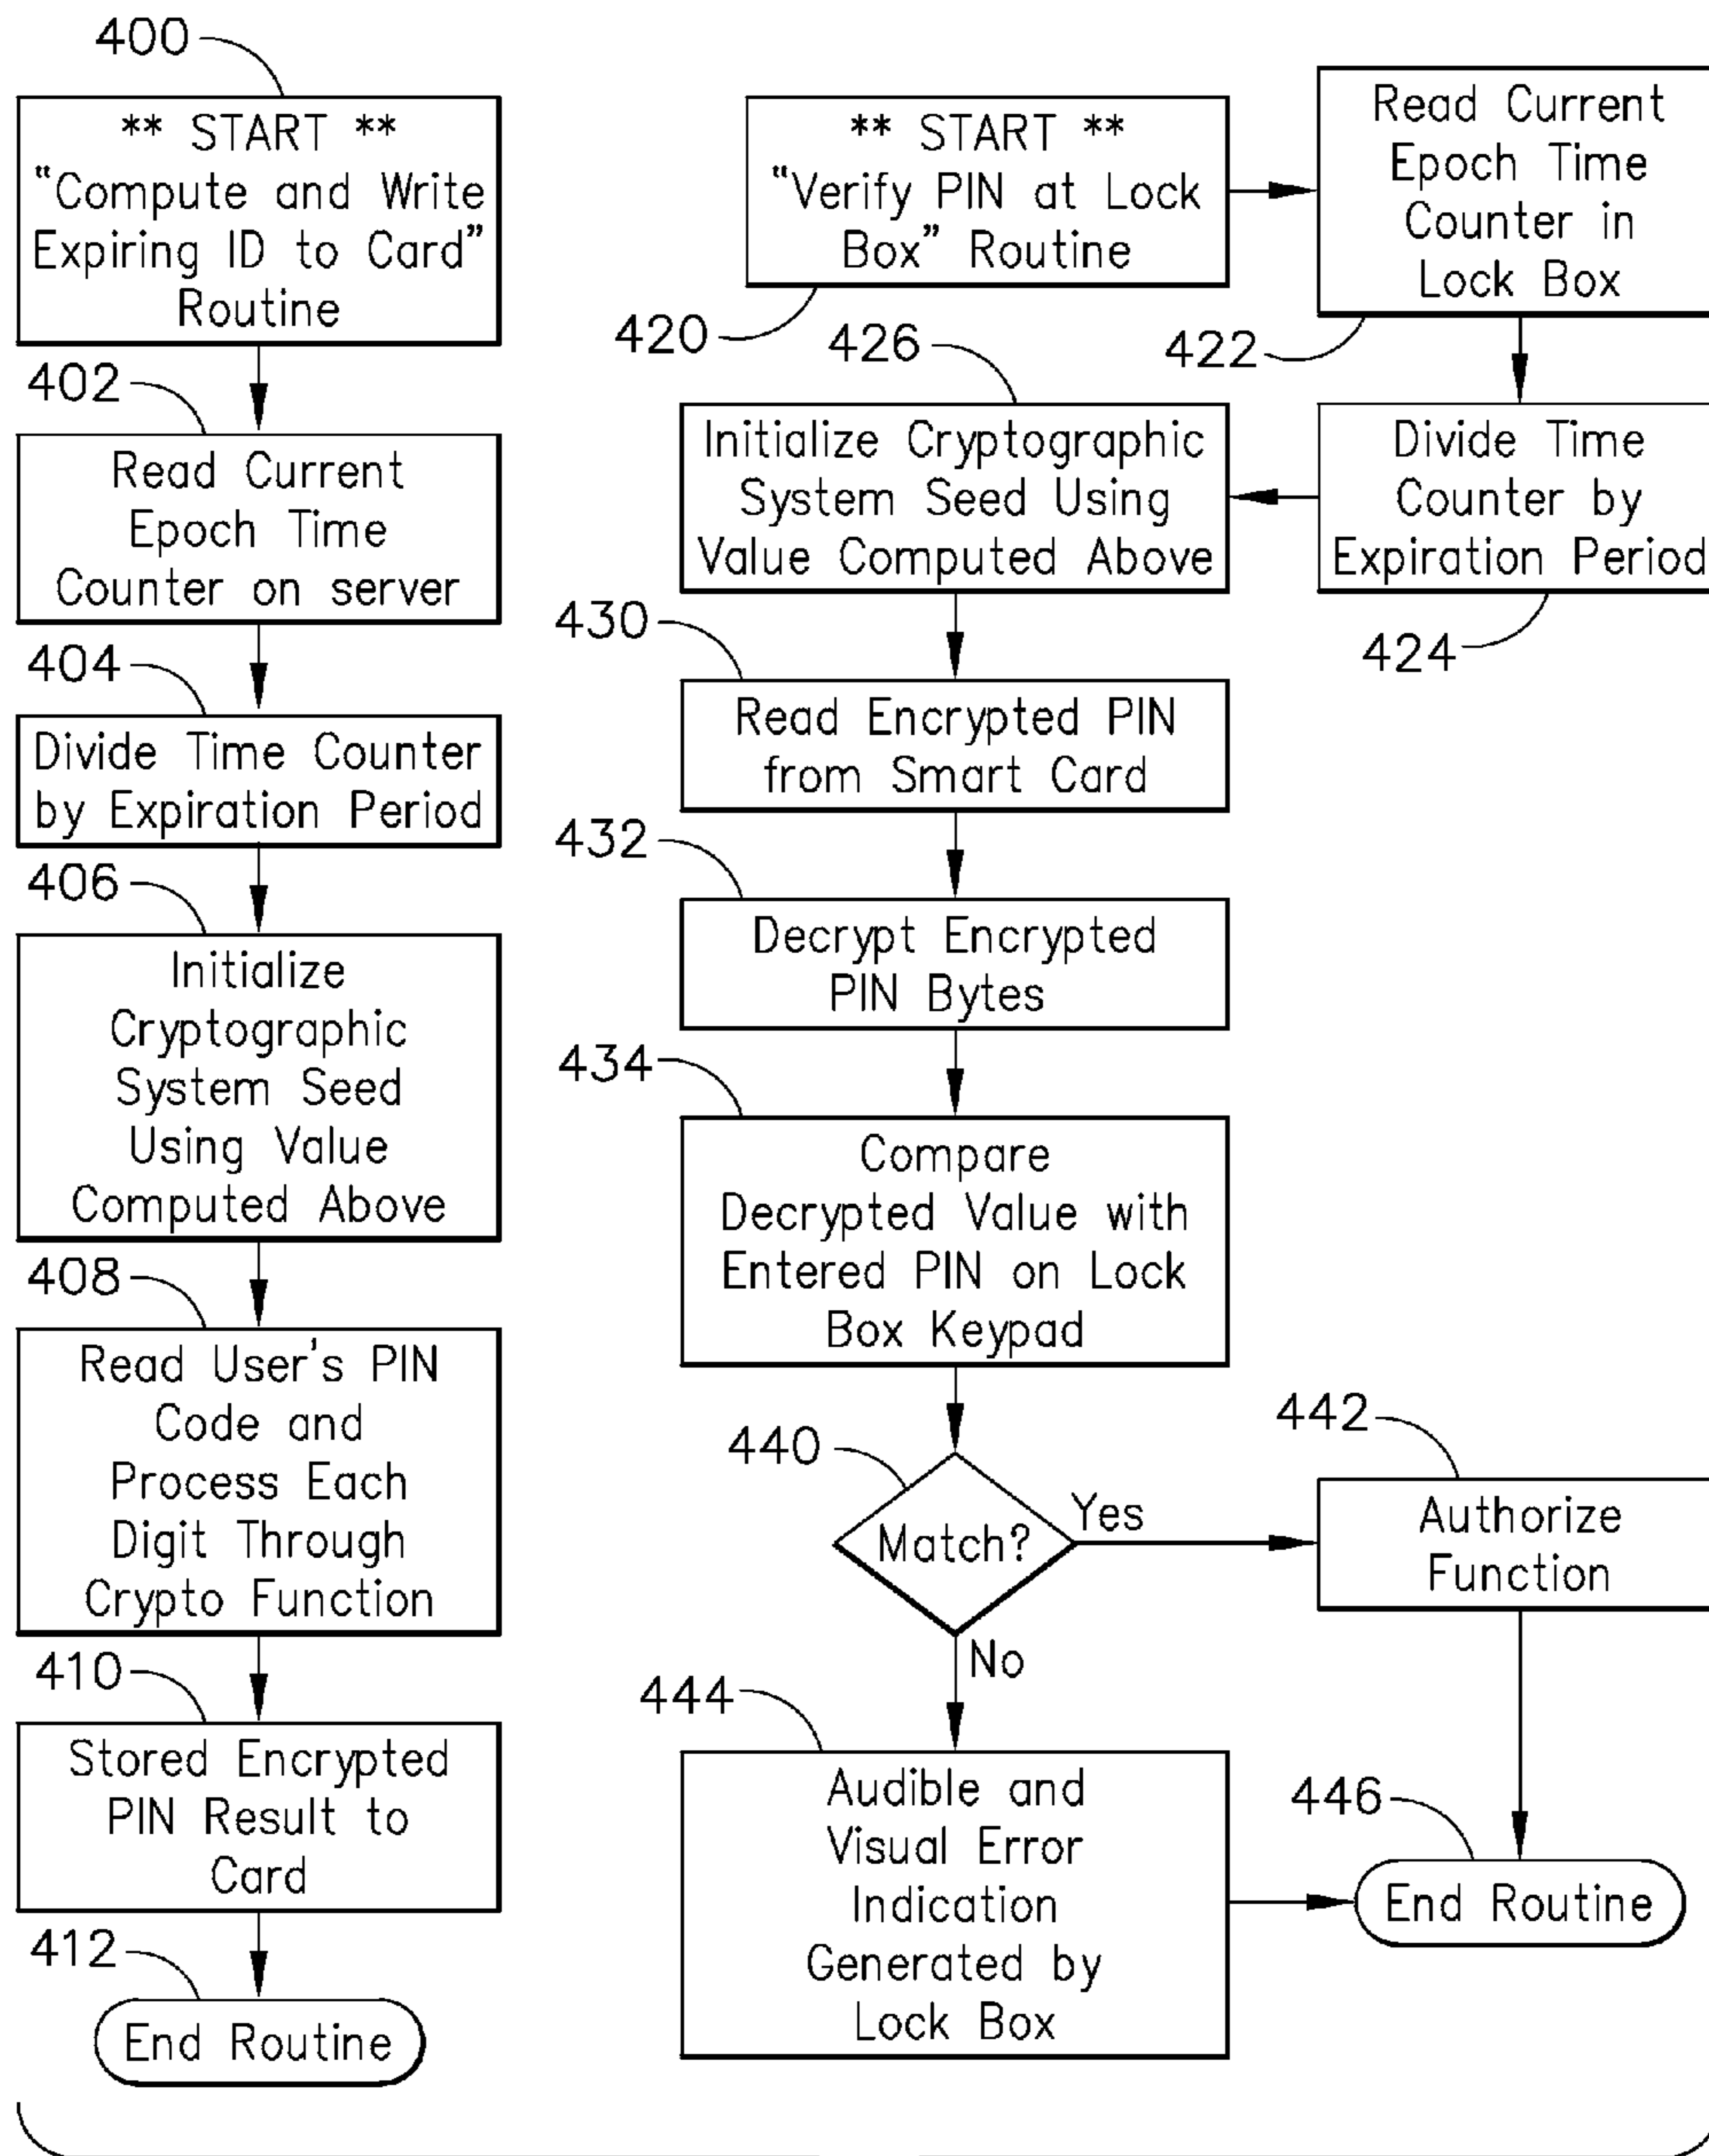 400
** START **
“Compute and Write
Expiring ID to Card”
Routine
402
Read Current
Epoch Time
Counter on server
404
Divide Time Counter
by Expiration Period
406
Initialize
Cryptographic
System Seed
Using Value
Computed Above
408
Read User's PIN
Code and
Process Each
Digit Through
Crypto Function
410
Stored Encrypted
PIN Result to
Card
412
End Routine
** START **
“Verify PIN at Lock
Box” Routine
420
Read Current
Epoch Time
Counter in
Lock Box
422
Divide Time
Counter by
Expiration Period
424
426
Initialize Cryptographic
System Seed Using
Value Computed Above
430
Read Encrypted PIN
from Smart Card
432
Decrypt Encrypted
PIN Bytes
434
Compare
Decrypted Value with
Entered PIN on Lock
Box Keypad
440
Match?
Yes
442
Authorize
Function
No
444
Audible and
Visual Error
Indication
Generated by
Lock Box
446
End Routine